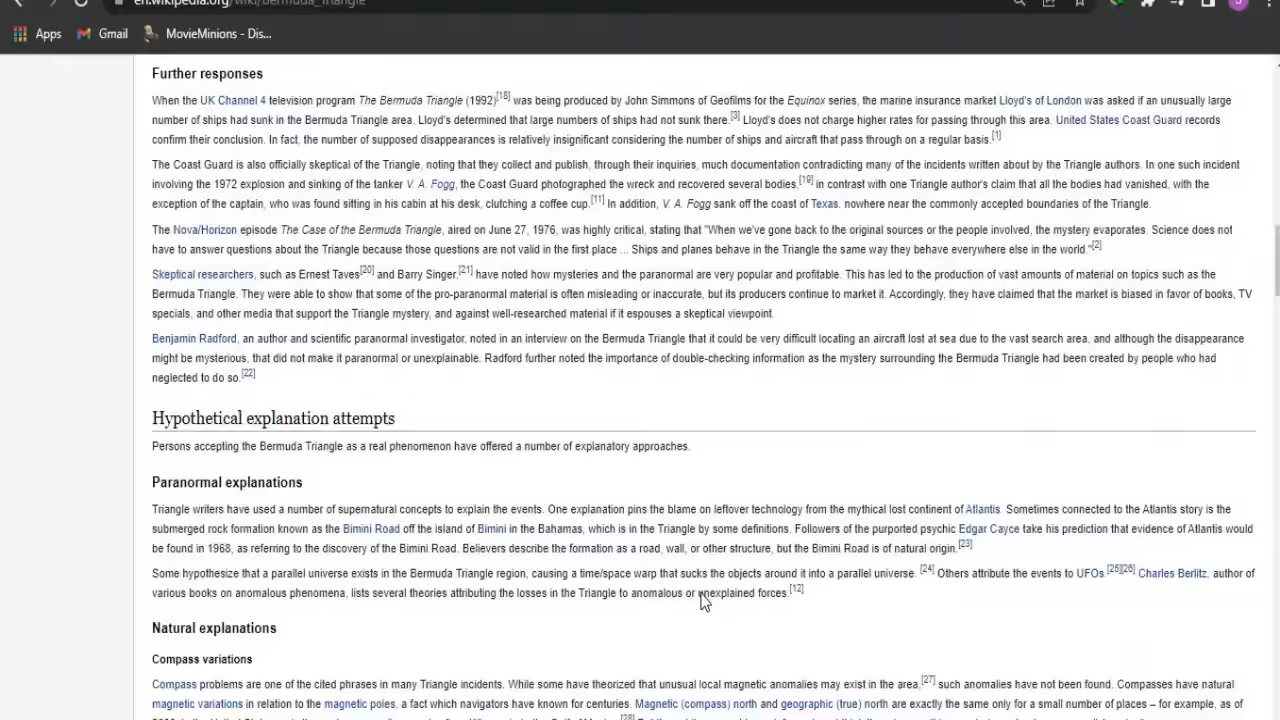 en.wikipedia.org/wiki/Bermuda_Triangle
Apps Gmail MovieMinions - Dis...
Further responses
When the UK Channel 4 television program The Bermuda Triangle (1992)[18] was being produced by John Simmons of Geofilms for the Equinox series, the marine insurance market Lloyd's of London was asked if an unusually large
number of ships had sunk in the Bermuda Triangle area. Lloyd's determined that large numbers of ships had not sunk there.[3] Lloyd's does not charge higher rates for passing through this area. United States Coast Guard records
confirm their conclusion. In fact, the number of supposed disappearances is relatively insignificant considering the number of ships and aircraft that pass through on a regular basis.[1]
The Coast Guard is also officially skeptical of the Triangle, noting that they collect and publish, through their inquiries, much documentation contradicting many of the incidents written about by the Triangle authors. In one such incident
involving the 1972 explosion and sinking of the tanker V. A. Fogg, the Coast Guard photographed the wreck and recovered several bodies,[19] in contrast with one Triangle author's claim that all the bodies had vanished, with the
exception of the captain, who was found sitting in his cabin at his desk, clutching a coffee cup.[11] In addition, V. A. Fogg sank off the coast of Texas, nowhere near the commonly accepted boundaries of the Triangle.
The Nova/Horizon episode The Case of the Bermuda Triangle, aired on June 27, 1976, was highly critical, stating that "When we've gone back to the original sources or the people involved, the mystery evaporates. Science does not
have to answer questions about the Triangle because those questions are not valid in the first place ... Ships and planes behave in the Triangle the same way they behave everywhere else in the world."[2]
Skeptical researchers, such as Ernest Taves[20] and Barry Singer,[21] have noted how mysteries and the paranormal are very popular and profitable. This has led to the production of vast amounts of material on topics such as the
Bermuda Triangle. They were able to show that some of the pro-paranormal material is often misleading or inaccurate, but its producers continue to market it. Accordingly, they have claimed that the market is biased in favor of books, TV
specials, and other media that support the Triangle mystery, and against well-researched material if it espouses a skeptical viewpoint.
Benjamin Radford, an author and scientific paranormal investigator, noted in an interview on the Bermuda Triangle that it could be very difficult locating an aircraft lost at sea due to the vast search area, and although the disappearance
might be mysterious, that did not make it paranormal or unexplainable. Radford further noted the importance of double-checking information as the mystery surrounding the Bermuda Triangle had been created by people who had
neglected to do so.[22]
Hypothetical explanation attempts
Persons accepting the Bermuda Triangle as a real phenomenon have offered a number of explanatory approaches.
Paranormal explanations
Triangle writers have used a number of supernatural concepts to explain the events. One explanation pins the blame on leftover technology from the mythical lost continent of Atlantis. Sometimes connected to the Atlantis story is the
submerged rock formation known as the Bimini Road off the island of Bimini in the Bahamas, which is in the Triangle by some definitions. Followers of the purported psychic Edgar Cayce take his prediction that evidence of Atlantis would
be found in 1968, as referring to the discovery of the Bimini Road. Believers describe the formation as a road, wall, or other structure, but the Bimini Road is of natural origin.[23]
Some hypothesize that a parallel universe exists in the Bermuda Triangle region, causing a time/space warp that sucks the objects around it into a parallel universe. [24] Others attribute the events to UFOs.[25][26] Charles Berlitz, author of
various books on anomalous phenomena, lists several theories attributing the losses in the Triangle to anomalous or unexplained forces.[12]
Natural explanations
Compass variations
Compass problems are one of the cited phrases in many Triangle incidents. While some have theorized that unusual local magnetic anomalies may exist in the area,[27] such anomalies have not been found. Compasses have natural
magnetic variations in relation to the magnetic poles, a fact which navigators have known for centuries. Magnetic (compass) north and geographic (true) north are exactly the same only for a small number of places – for example, as of